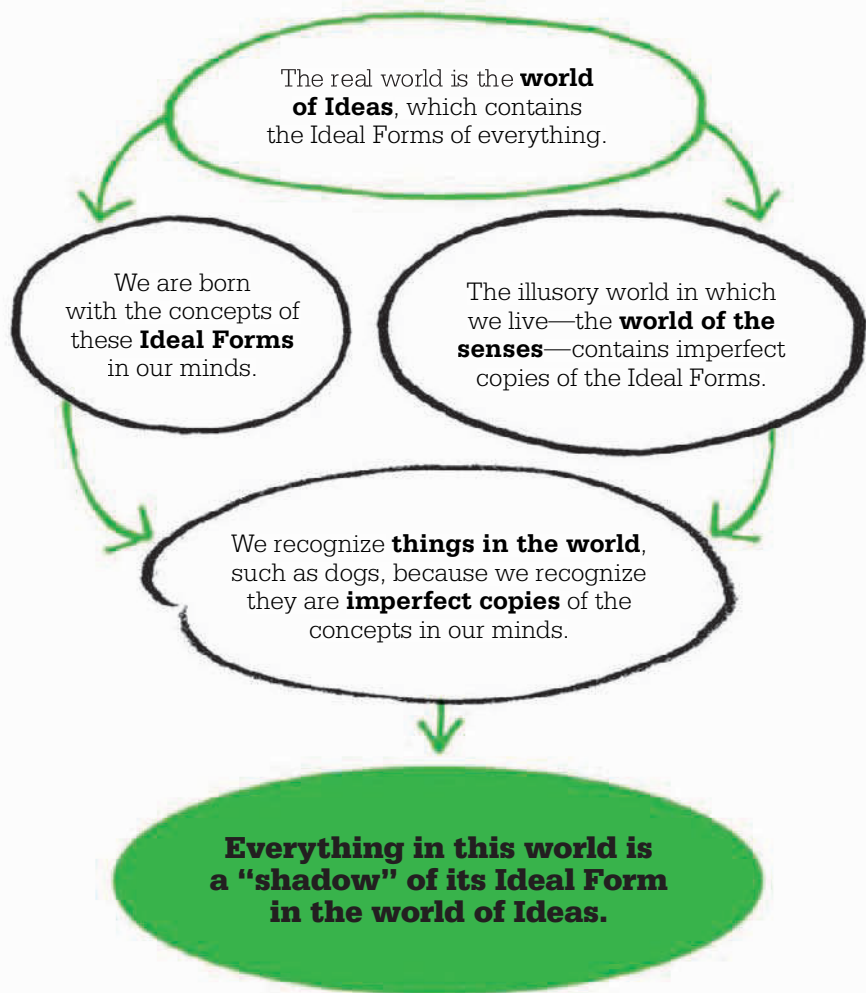 The real world is the world
of Ideas, which contains
the Ideal Forms of everything.
We are born
with the concepts of
these Ideal Forms
in our minds.
The illusory world in which
we live—the world of the
senses—contains imperfect
copies of the Ideal Forms.
We recognize things in the world,
such as dogs, because we recognize
they are imperfect copies of the
concepts in our minds.
Everything in this world is
a “shadow” of its Ideal Form
in the world of Ideas.